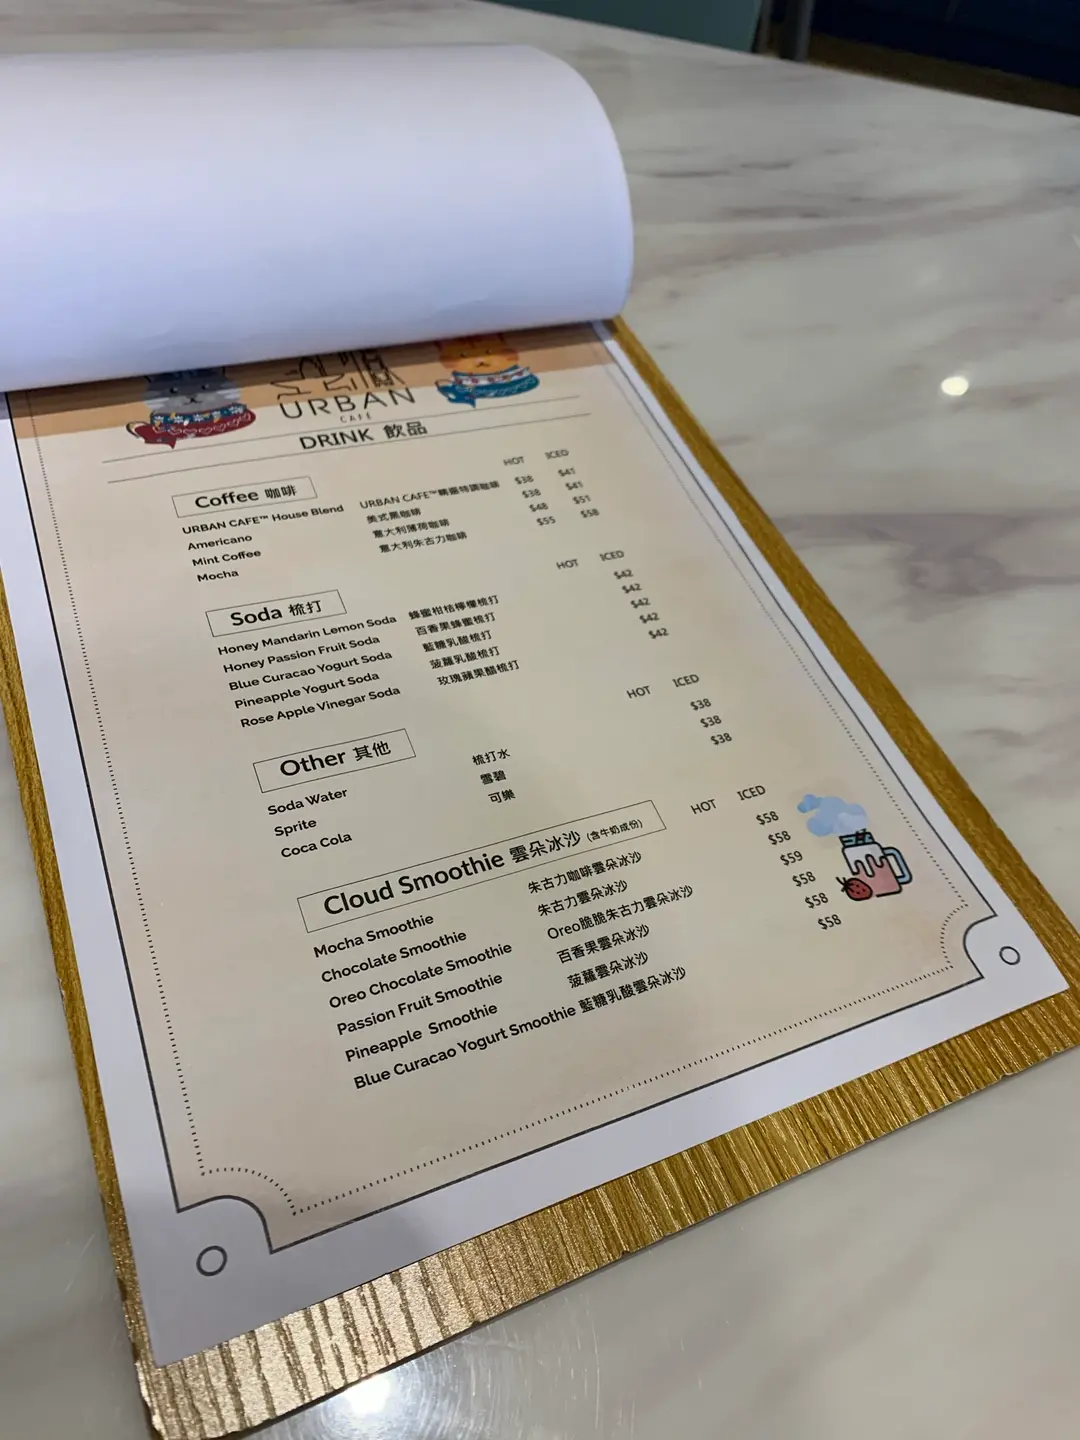 URBAN
CAFE
DRINK 飲品
HOT ICED
Coffee 咖啡
URBAN CAFE™ House Blend URBAN CAFE™精選特調咖啡 $38 $41
Americano 美式黑咖啡 $38 $41
Mint Coffee 意大利薄荷咖啡 $48 $51
Mocha 意大利朱古力咖啡 $55 $58
HOT ICED
Soda 梳打
Honey Mandarin Lemon Soda 蜂蜜柑桔檸檬梳打 $42
Honey Passion Fruit Soda 百香果蜂蜜梳打 $42
Blue Curacao Yogurt Soda 藍糖乳酸梳打 $42
Pineapple Yogurt Soda 菠蘿乳酸梳打 $42
Rose Apple Vinegar Soda 玫瑰蘋果醋梳打 $42
HOT ICED
Other 其他
Soda Water 梳打水 $38
Sprite 雪碧 $38
Coca Cola 可樂 $38
HOT ICED
Cloud Smoothie 雲朵冰沙 (含牛奶成份)
Mocha Smoothie 朱古力咖啡雲朵冰沙 $58
Chocolate Smoothie 朱古力雲朵冰沙 $58
Oreo Chocolate Smoothie Oreo脆脆朱古力雲朵冰沙 $59
Passion Fruit Smoothie 百香果雲朵冰沙 $58
Pineapple Smoothie 菠蘿雲朵冰沙 $58
Blue Curacao Yogurt Smoothie 藍糖乳酸雲朵冰沙 $58